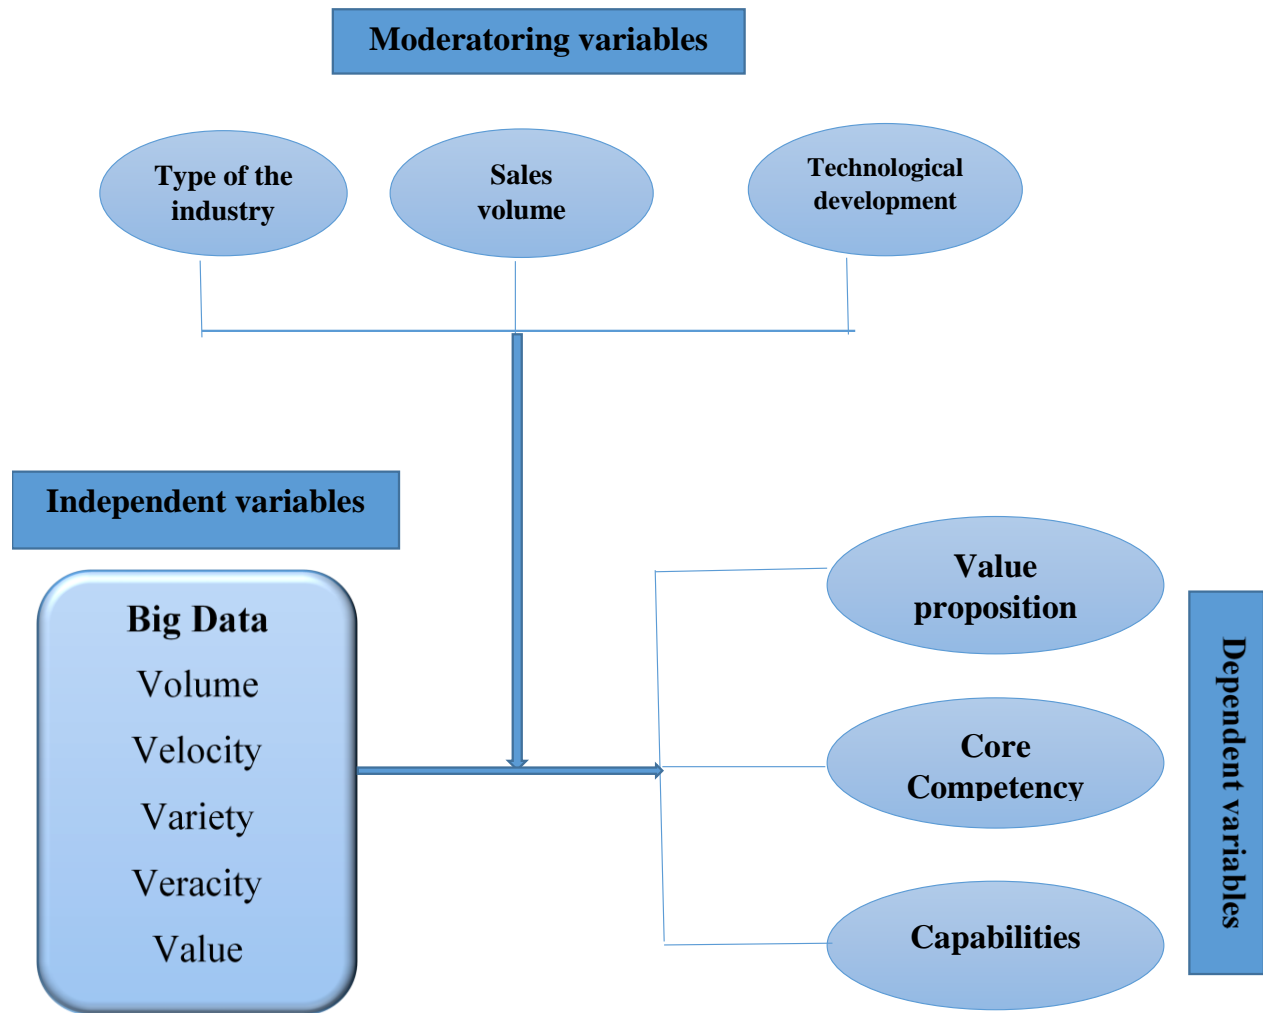 Moderatoring variables
Type of the
industry
Sales
volume
Technological
development
Independent variables
Big Data
Volume
Velocity
Variety
Veracity
Value
Value
proposition
Core
Competency
Capabilities
Dependent variables